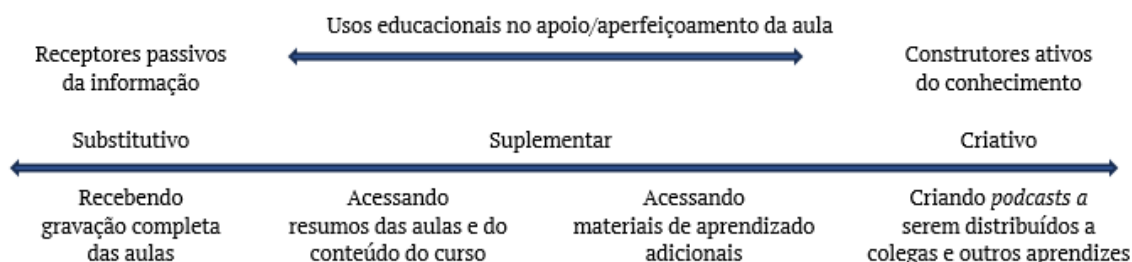 Usos educacionais no apoio/aperfeiçoamento da aula
Receptores passivos
da informação
Construtores ativos
do conhecimento
Substitutivo
Suplementar
Criativo
Recebendo
gravação completa
das aulas
Acessando
resumos das aulas e do
conteúdo do curso
Acessando
materiais de aprendizado
adicionais
Criando podcasts a
serem distribuídos a
colegas e outros aprendizes